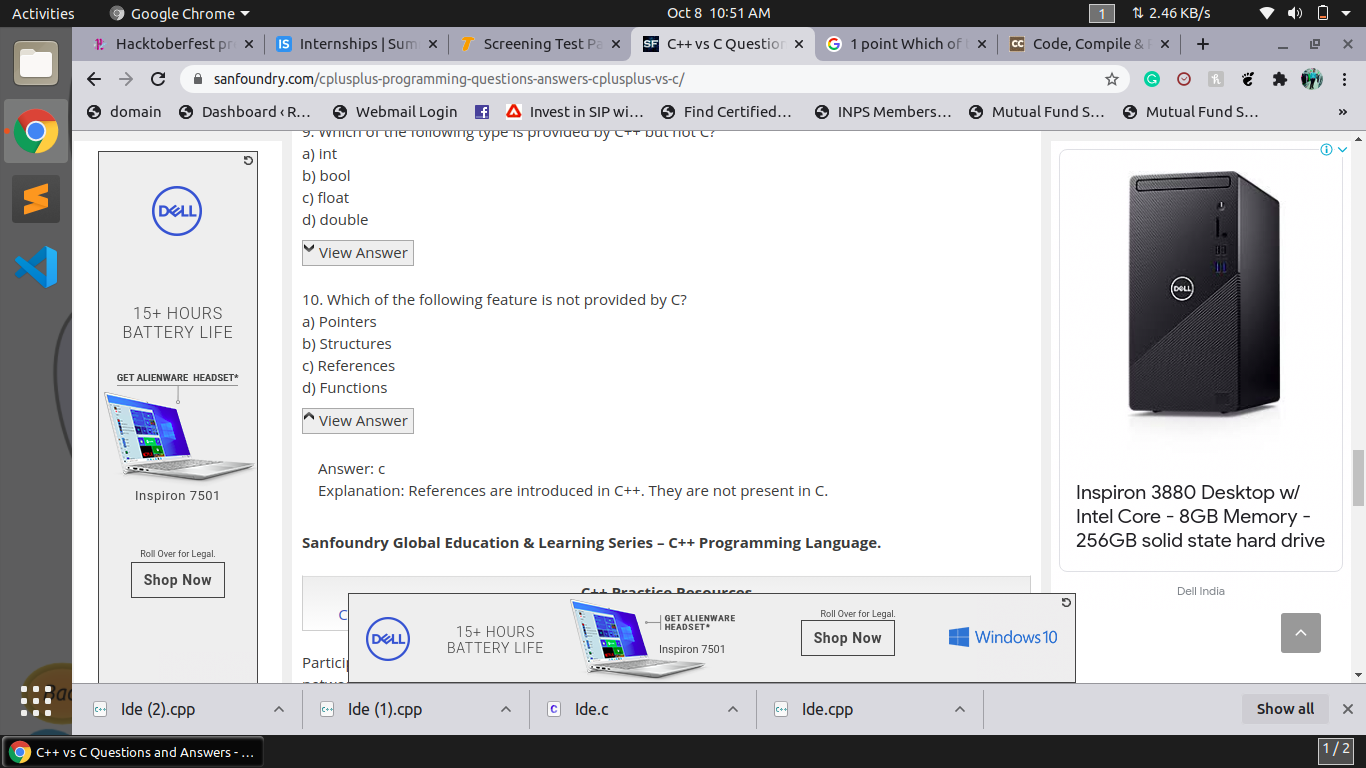 Activities
Google Chrome
Oct 8 10:51 AM
1
2.46 KB/s
Hacktoberfest pr
Internships | Sum
Screening Test Pa
C++ vs C Question
1 point Which of
Code, Compile & R
sanfoundry.com/cplusplus-programming-questions-answers-cplusplus-vs-c/
domain
Dashboard ‹ R...
Webmail Login
Invest in SIP wi...
Find Certified...
INPS Members...
Mutual Fund S...
Mutual Fund S...
»
9. Which of the following type is provided by C++ but not C?
a) int
b) bool
c) float
d) double
View Answer
10. Which of the following feature is not provided by C?
a) Pointers
b) Structures
c) References
d) Functions
View Answer
Answer: c
Explanation: References are introduced in C++. They are not present in C.
Sanfoundry Global Education & Learning Series – C++ Programming Language.
C++ Practice Resources
C
Particip
DELL
15+ HOURS
BATTERY LIFE
GET ALIENWARE HEADSET*
Inspiron 7501
Roll Over for Legal.
Shop Now
DELL
15+ HOURS
BATTERY LIFE
GET ALIENWARE
HEADSET*
Inspiron 7501
Roll Over for Legal.
Shop Now
Windows10
DELL
Inspiron 3880 Desktop w/
Intel Core - 8GB Memory -
256GB solid state hard drive
Dell India
Ide (2).cpp
Ide (1).cpp
Ide.c
Ide.cpp
Show all
C++ vs C Questions and Answers - ...
1 / 2